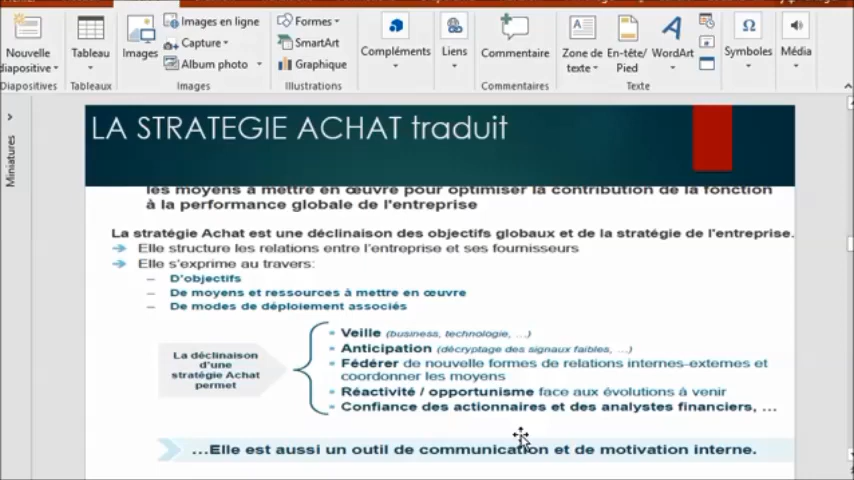 Images en ligne
Formes
Capture
SmartArt
Nouvelle
diapositive
Tableau
Images
Album photo
Graphique
Compléments
Liens
Commentaire
Zone de
texte
En-tête/
Pied
WordArt
Symboles
Média
Diapositives
Tableaux
Images
Illustrations
Commentaires
Texte
Miniatures
LA STRATEGIE ACHAT traduit
les moyens à mettre en œuvre pour optimiser la contribution de la fonction
à la performance globale de l'entreprise
La stratégie Achat est une déclinaison des objectifs globaux et de la stratégie de l'entreprise.
Elle structure les relations entre l'entreprise et ses fournisseurs
Elle s'exprime au travers:
– D'objectifs
– De moyens et ressources à mettre en œuvre
– De modes de déploiement associés
La déclinaison
d'une
stratégie Achat
permet
Veille (business, technologie, ...)
Anticipation (décryptage des signaux faibles, ...)
Fédérer de nouvelle formes de relations internes-externes et
coordonner les moyens
Réactivité / opportunisme face aux évolutions à venir
Confiance des actionnaires et des analystes financiers, ...
...Elle est aussi un outil de communication et de motivation interne.